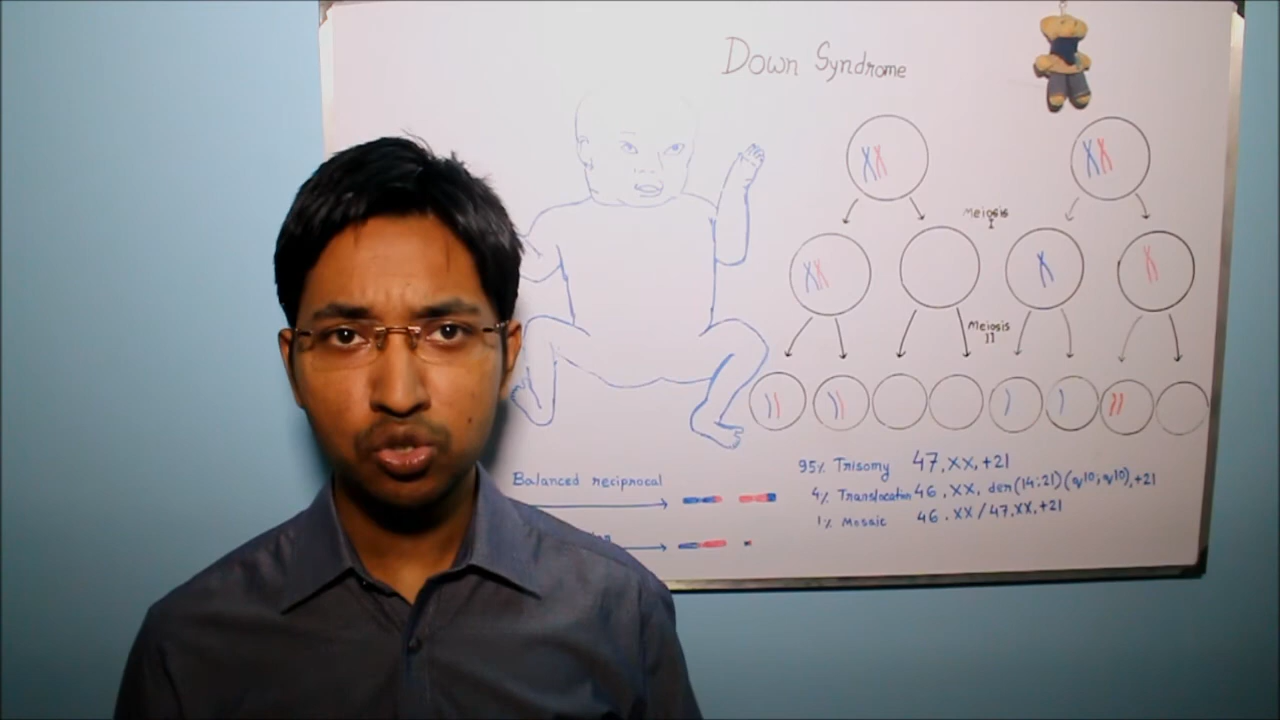 Down Syndrome
Meiosis
I
Meiosis
II
Balanced reciprocal
95% Trisomy 47,XX,+21
4% Translocation 46,XX, der(14;21)(q10;q10),+21
1% Mosaic 46,XX/47,XX,+21